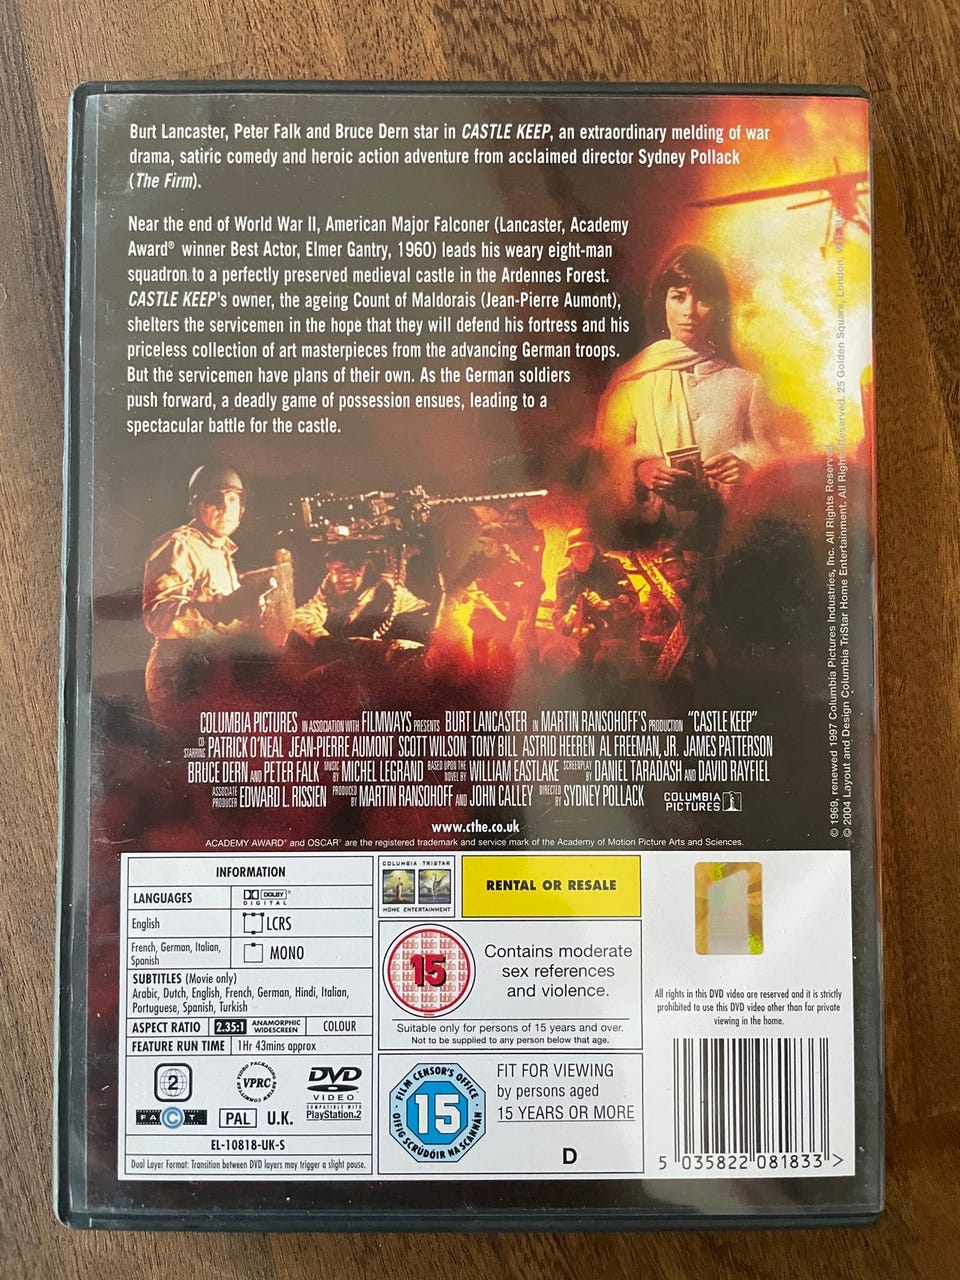 Burt Lancaster, Peter Falk and Bruce Dern star in CASTLE KEEP, an extraordinary melding of war
drama, satiric comedy and heroic action adventure from acclaimed director Sydney Pollack
(The Firm).
Near the end of World War II, American Major Falconer (Lancaster, Academy
Award® winner Best Actor, Elmer Gantry, 1960) leads his weary eight-man
squadron to a perfectly preserved medieval castle in the Ardennes Forest.
CASTLE KEEP's owner, the ageing Count of Maldorais (Jean-Pierre Aumont),
shelters the servicemen in the hope that they will defend his fortress and his
priceless collection of art masterpieces from the advancing German troops.
But the servicemen have plans of their own. As the German soldiers
push forward, a deadly game of possession ensues, leading to a
spectacular battle for the castle.
© 1969, renewed 1997 Columbia Pictures Industries, Inc. All Rights Reserved.
© 2004 Layout and Design Columbia TriStar Home Entertainment. All Rights Reserved. 25 Golden Square, London,
COLUMBIA PICTURES IN ASSOCIATION WITH FILMWAYS PRESENTS BURT LANCASTER IN MARTIN RANSOHOFF'S PRODUCTION "CASTLE KEEP"
CO-STARRING PATRICK O'NEAL JEAN-PIERRE AUMONT SCOTT WILSON TONY BILL ASTRID HEEREN AL FREEMAN, JR. JAMES PATTERSON
BRUCE DERN AND PETER FALK MUSIC BY MICHEL LEGRAND BASED UPON THE NOVEL BY WILLIAM EASTLAKE SCREENPLAY BY DANIEL TARADASH AND DAVID RAYFIEL
ASSOCIATE PRODUCER EDWARD L. RISSIEN PRODUCED BY MARTIN RANSOHOFF AND JOHN CALLEY DIRECTED BY SYDNEY POLLACK COLUMBIA PICTURES
www.cthe.co.uk
ACADEMY AWARD® and OSCAR® are the registered trademark and service mark of the Academy of Motion Picture Arts and Sciences.
INFORMATION
LANGUAGES DOLBY DIGITAL
English LCRS
French, German, Italian,
Spanish MONO
SUBTITLES (Movie only)
Arabic, Dutch, English, French, German, Hindi, Italian,
Portuguese, Spanish, Turkish
ASPECT RATIO 2.35:1 ANAMORPHIC WIDESCREEN COLOUR
FEATURE RUN TIME 1Hr 43mins approx
2 VIDEO PACKAGING REVIEW COMMITTEE VPRC DVD VIDEO
COMPATIBLE WITH
PlayStation.2
FACT PAL U.K.
EL-10818-UK-S
Dual Layer Format: Transition between DVD layers may trigger a slight pause.
COLUMBIA TRISTAR
HOME ENTERTAINMENT
RENTAL OR RESALE
15
Contains moderate
sex references
and violence.
Suitable only for persons of 15 years and over.
Not to be supplied to any person below that age.
FILM CENSOR'S OFFICE
15
OIFIG SCRÚDÓIR NA SCANNÁN
FIT FOR VIEWING
by persons aged
15 YEARS OR MORE
D
All rights in this DVD video are reserved and it is strictly
prohibited to use this DVD video other than for private
viewing in the home.
5 035822 081833 >